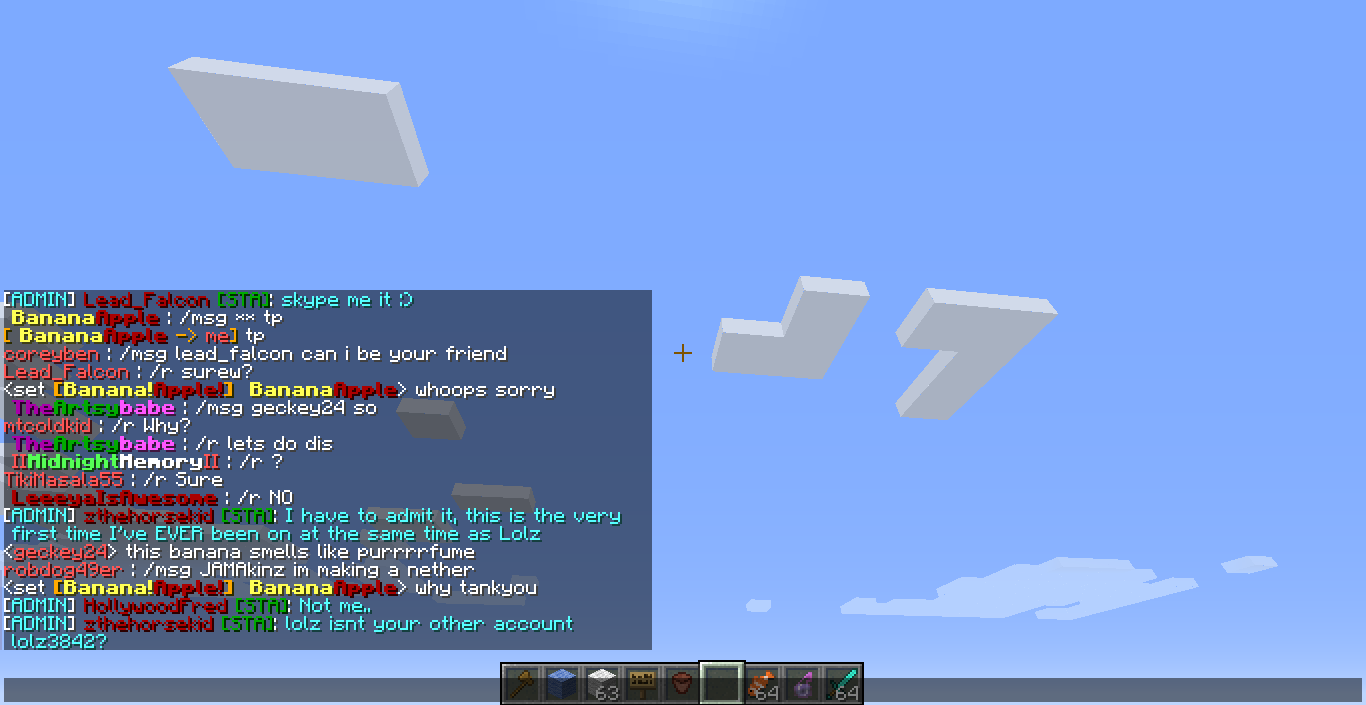 [ADMIN] Lead_Falcon [STA]: skype me it :)
BananaApple : /msg ** tp
[ BananaApple -> me] tp
coreyben : /msg lead_falcon can i be your friend
Lead_Falcon : /r surew?
<set [Banana!Apple!] BananaApple> whoops sorry
TheArtsybabe : /msg geckey24 so
mtcoldkid : /r Why?
TheArtsybabe : /r lets do dis
IIMidnightMemoryII : /r ?
TikiMasala55 : /r Sure
LeeeyaIsAwesome : /r NO
[ADMIN] zthehorsekid [STA]: I have to admit it, this is the very
first time I've EVER been on at the same time as Lolz
<geckey24> this banana smells like purrrrfume
robdog49er : /msg JAMAkinz im making a nether
<set [Banana!Apple!] BananaApple> why tankyou
[ADMIN] HollywoodFred [STA]: Not me..
[ADMIN] zthehorsekid [STA]: lolz isnt your other account
lolz3842?
63 64 64